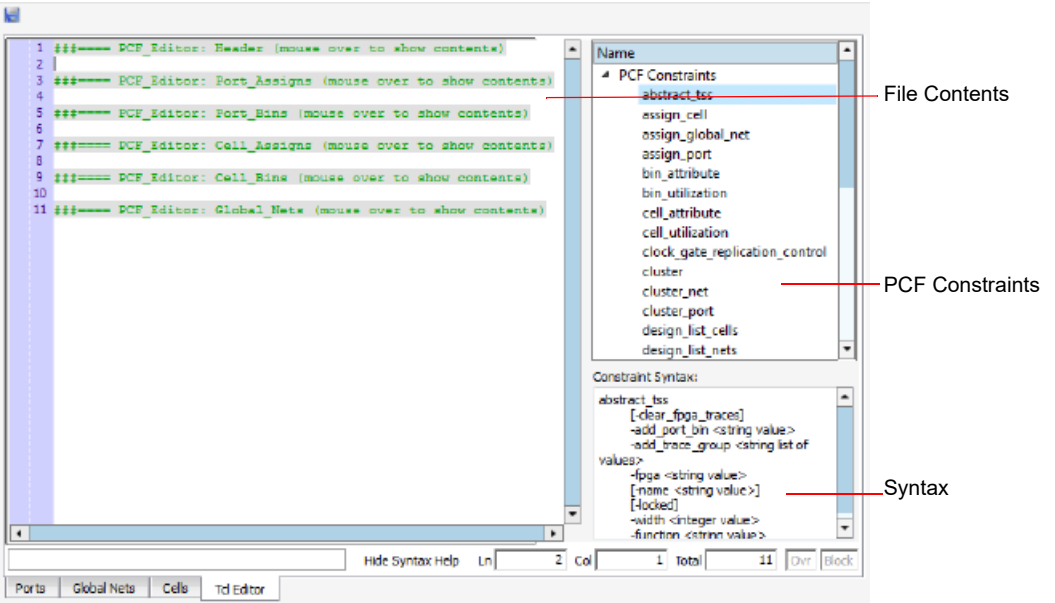 1 ###==== PCF_Editor: Header (mouse over to show contents)
2
3 ###==== PCF_Editor: Port_Assigns (mouse over to show contents)
4
5 ###==== PCF_Editor: Port_Bins (mouse over to show contents)
6
7 ###==== PCF_Editor: Cell_Assigns (mouse over to show contents)
8
9 ###==== PCF_Editor: Cell_Bins (mouse over to show contents)
10
11 ###==== PCF_Editor: Global_Nets (mouse over to show contents)
Name
PCF Constraints
abstract_tss
assign_cell
assign_global_net
assign_port
bin_attribute
bin_utilization
cell_attribute
cell_utilization
clock_gate_replication_control
cluster
cluster_net
cluster_port
design_list_cells
design_list_nets
File Contents
PCF Constraints
Constraint Syntax:
abstract_tss
[-clear_fpga_traces]
-add_port_bin <string value>
-add_trace_group <string list of
values>
-fpga <string value>
[-name <string value>]
[-locked]
-width <integer value>
-function <string value>
Syntax
Hide Syntax Help Ln 2 Col 1 Total 11 Ovr Block
Ports Global Nets Cells Tcl Editor